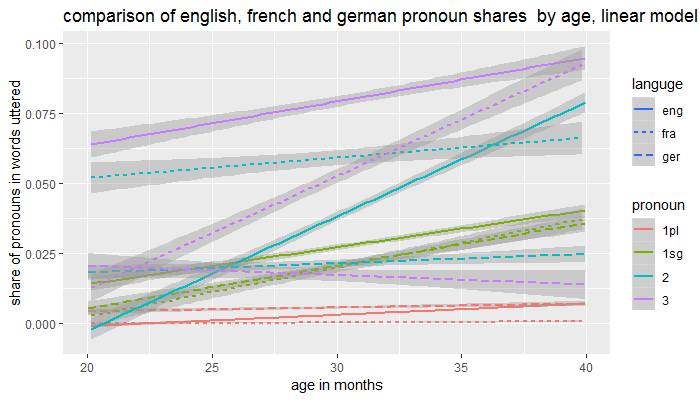 comparison of english, french and german pronoun shares  by age, linear model
share of pronouns in words uttered
0.100
0.075
0.050
0.025
0.000
20
25
30
35
40
age in months
languge
eng
fra
ger
pronoun
1pl
1sg
2
3